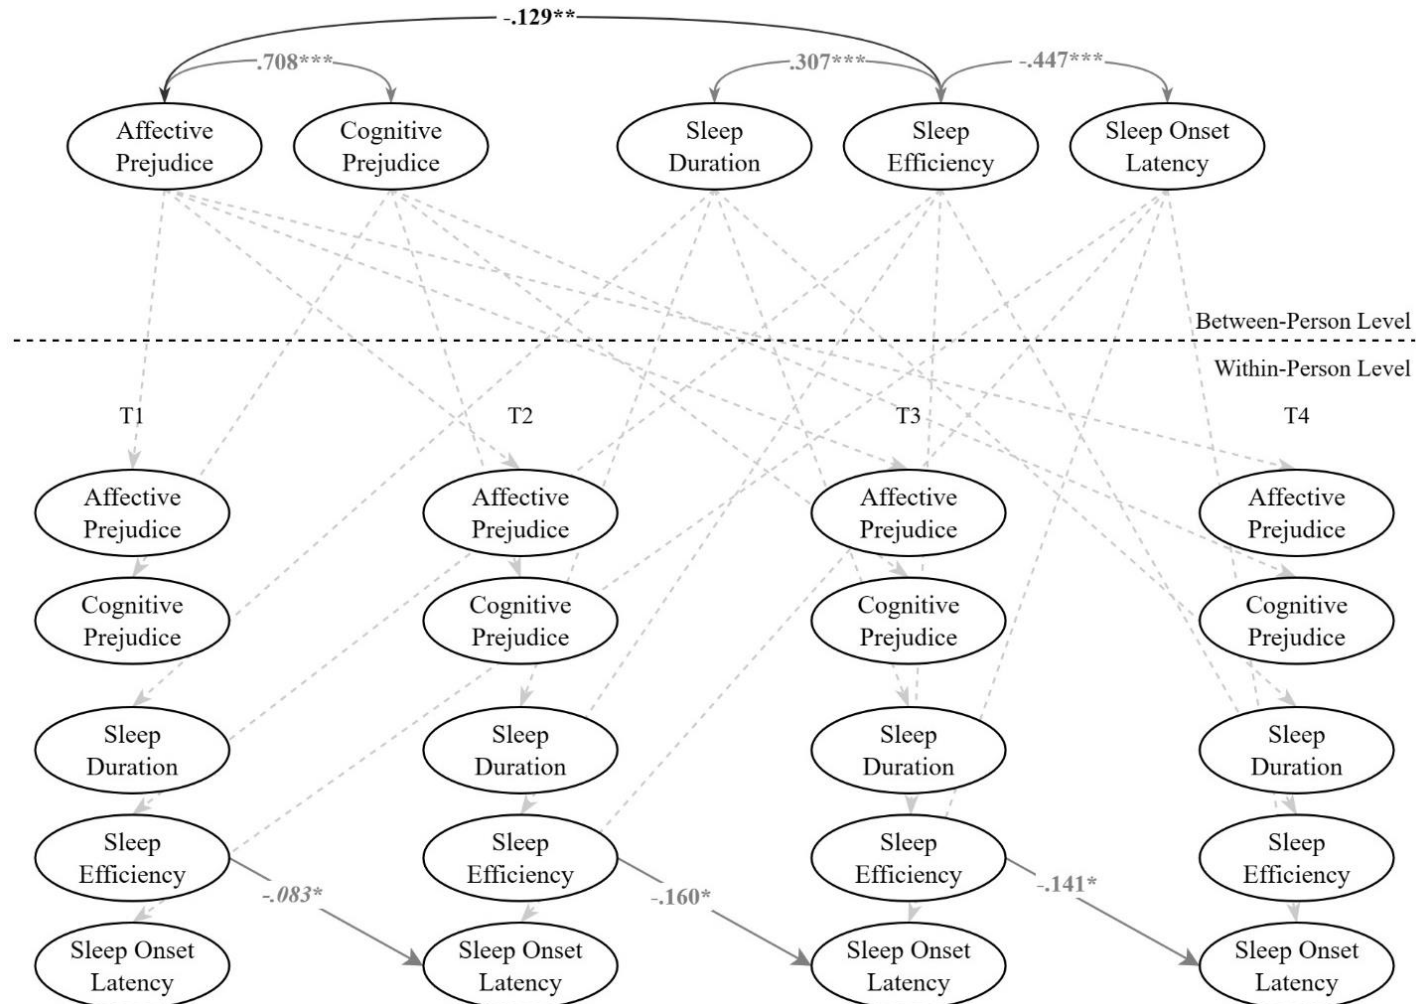 -.129**
.708***
.307***
-.447***
Affective
Prejudice
Cognitive
Prejudice
Sleep
Duration
Sleep
Efficiency
Sleep Onset
Latency
Between-Person Level
Within-Person Level
T1
T2
T3
T4
Affective
Prejudice
Affective
Prejudice
Affective
Prejudice
Affective
Prejudice
Cognitive
Prejudice
Cognitive
Prejudice
Cognitive
Prejudice
Cognitive
Prejudice
Sleep
Duration
Sleep
Duration
Sleep
Duration
Sleep
Duration
Sleep
Efficiency
Sleep
Efficiency
Sleep
Efficiency
Sleep
Efficiency
-.083*
-.160*
-.141*
Sleep Onset
Latency
Sleep Onset
Latency
Sleep Onset
Latency
Sleep Onset
Latency